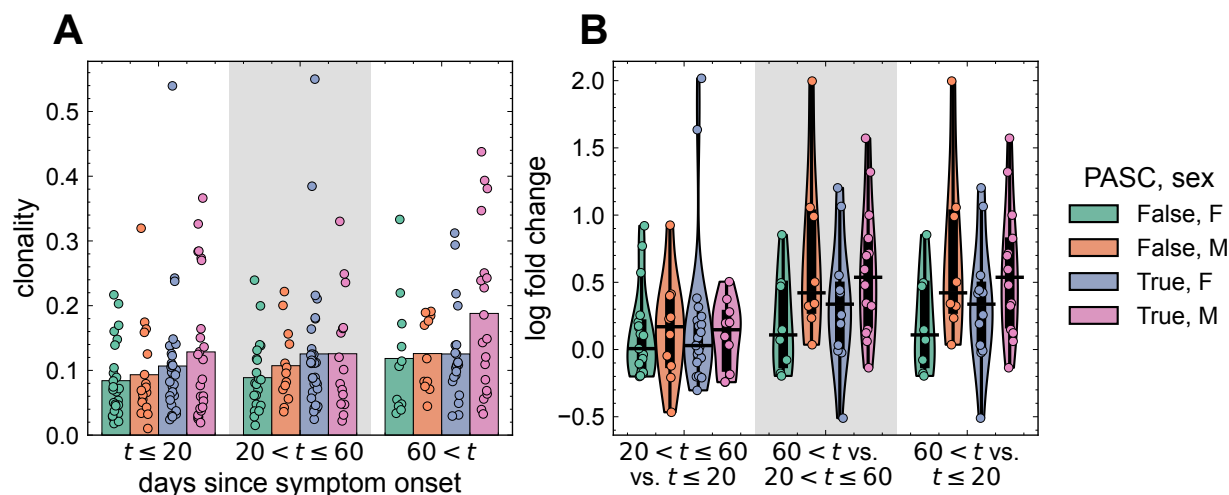 A
B
clonality
0.5
0.4
0.3
0.2
0.1
0.0
t ≤ 20
20 < t ≤ 60
60 < t
days since symptom onset
log fold change
2.0
1.5
1.0
0.5
0.0
−0.5
20 < t ≤ 60
vs. t ≤ 20
60 < t vs.
20 < t ≤ 60
60 < t vs.
t ≤ 20
PASC, sex
False, F
False, M
True, F
True, M